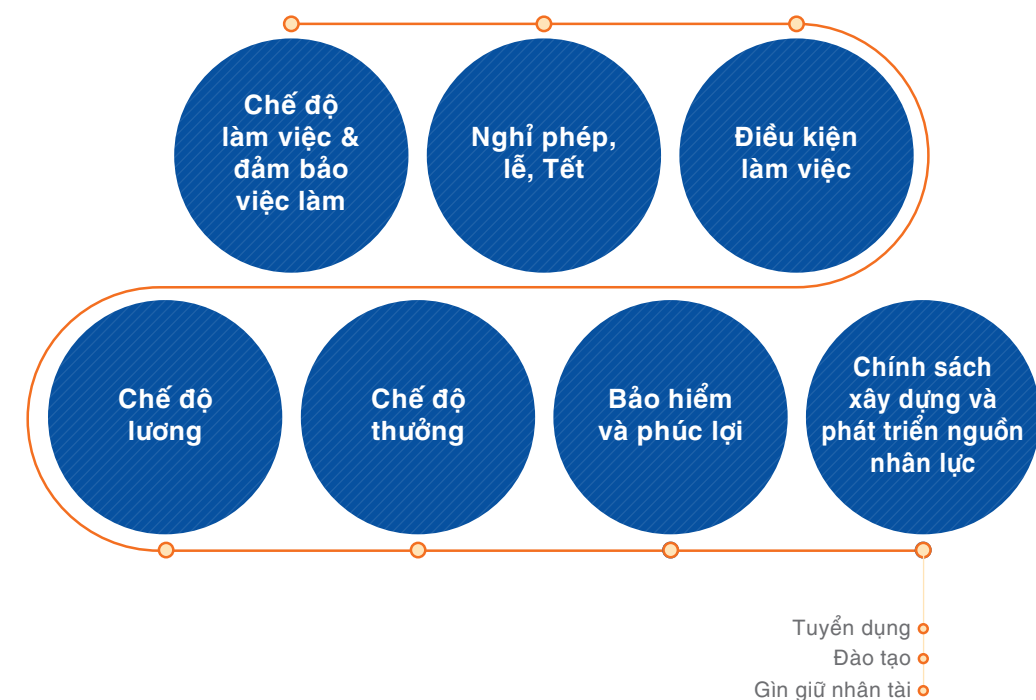 Chế độ
làm việc &
đảm bảo
việc làm
Nghỉ phép,
lễ, Tết
Điều kiện
làm việc
Chế độ
lương
Chế độ
thưởng
Bảo hiểm
và phúc lợi
Chính sách
xây dựng và
phát triển nguồn
nhân lực
Tuyển dụng
Đào tạo
Gìn giữ nhân tài